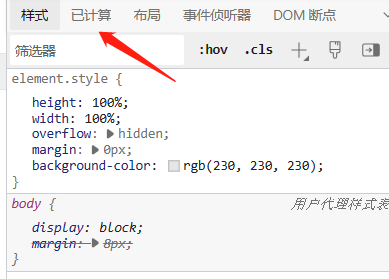 样式 已计算 布局 事件侦听器 DOM 断点
筛选器 :hov .cls
element.style {
height: 100%;
width: 100%;
overflow: hidden;
margin: 0px;
background-color: rgb(230, 230, 230);
}
body { 用户代理样式表
display: block;
margin: 8px;
}